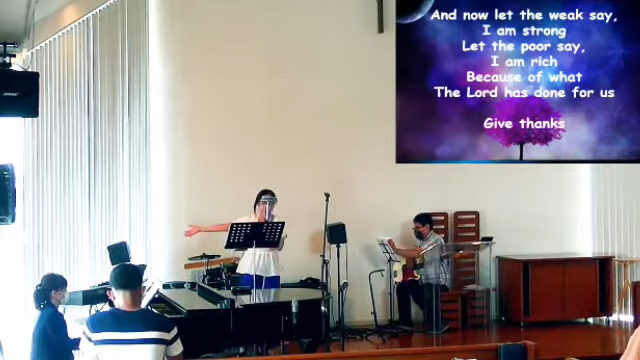 And now let the weak say,
I am strong
Let the poor say,
I am rich
Because of what
The Lord has done for us
Give thanks